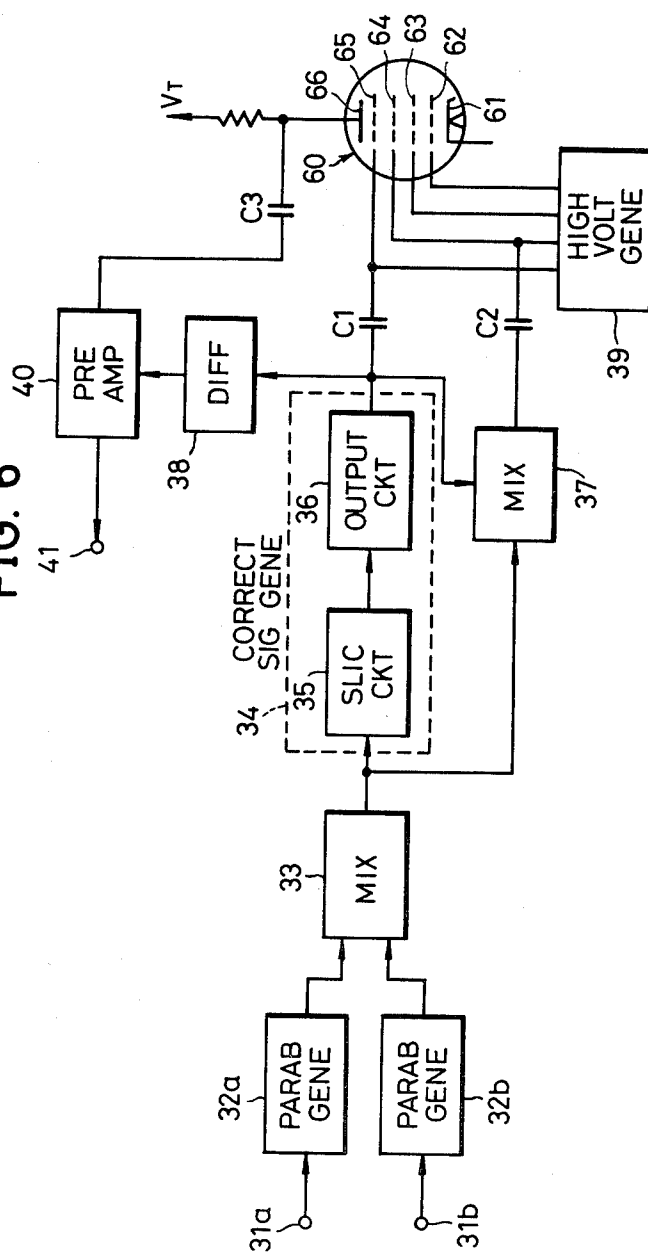 FIG. 6
31a
31b
32a
PARAB
GENE
PARAB
GENE
32b
33
MIX
34
CORRECT
SIG GENE
35
SLIC
CKT
36
OUTPUT
CKT
37
MIX
38
DIFF
40
PRE
AMP
41
C1
C2
C3
VT
60
66
65
64
63
62
61
HIGH
VOLT
GENE
39